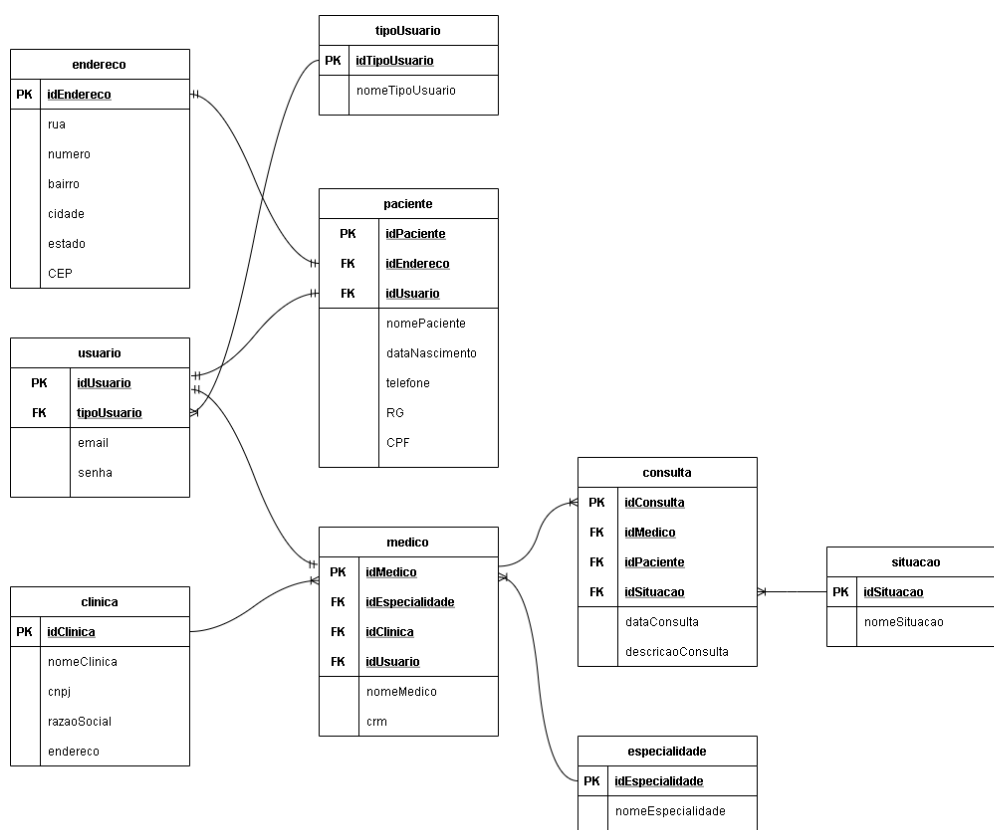 tipoUsuario
PK idTipoUsuario
nomeTipoUsuario
endereco
PK idEndereco
rua
numero
bairro
cidade
estado
CEP
paciente
PK idPaciente
FK idEndereco
FK idUsuario
nomePaciente
dataNascimento
telefone
RG
CPF
usuario
PK idUsuario
FK tipoUsuario
email
senha
consulta
PK idConsulta
FK idMedico
FK idPaciente
FK idSituacao
dataConsulta
descricaoConsulta
medico
PK idMedico
FK idEspecialidade
FK idClinica
FK idUsuario
nomeMedico
crm
situacao
PK idSituacao
nomeSituacao
clinica
PK idClinica
nomeClinica
cnpj
razaoSocial
endereco
especialidade
PK idEspecialidade
nomeEspecialidade